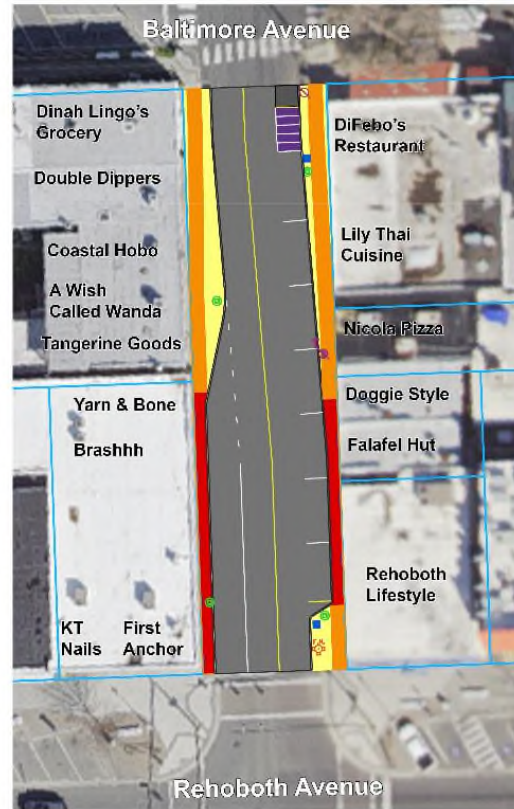 Baltimore Avenue
Dinah Lingo's
Grocery
DiFebo's
Restaurant
Double Dippers
Lily Thai
Cuisine
Coastal Hobo
A Wish
Called Wanda
Tangerine Goods
Nicola Pizza
Doggie Style
Yarn & Bone
Falafel Hut
Brashhh
Rehoboth
Lifestyle
KT
Nails
First
Anchor
Rehoboth Avenue